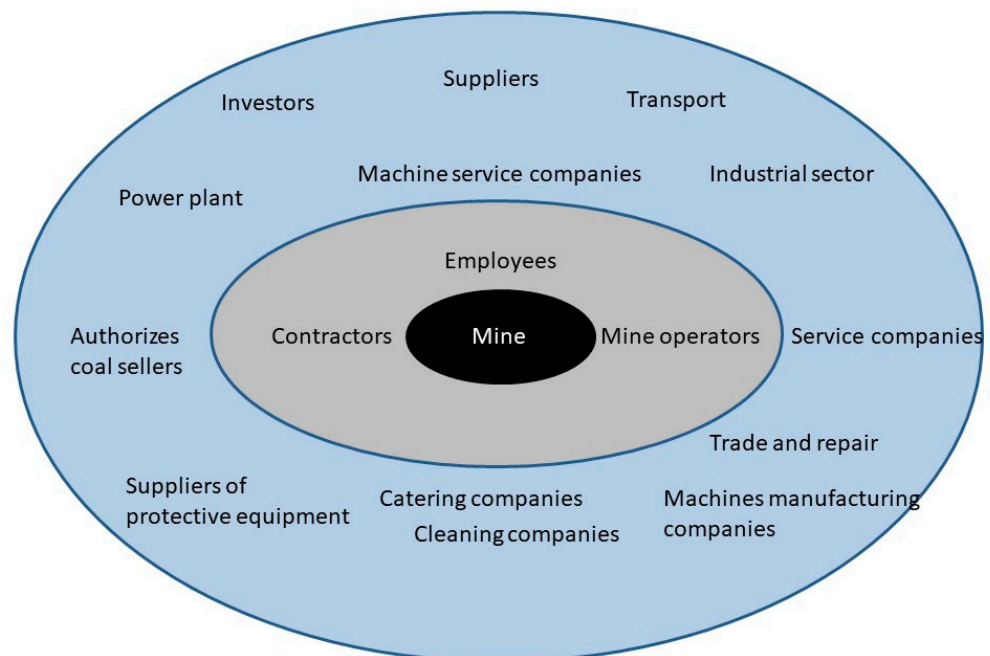 Suppliers
Investors
Transport
Machine service companies
Industrial sector
Power plant
Employees
Authorizes
coal sellers
Contractors
Mine
Mine operators
Service companies
Trade and repair
Suppliers of
protective equipment
Catering companies
Cleaning companies
Machines manufacturing
companies